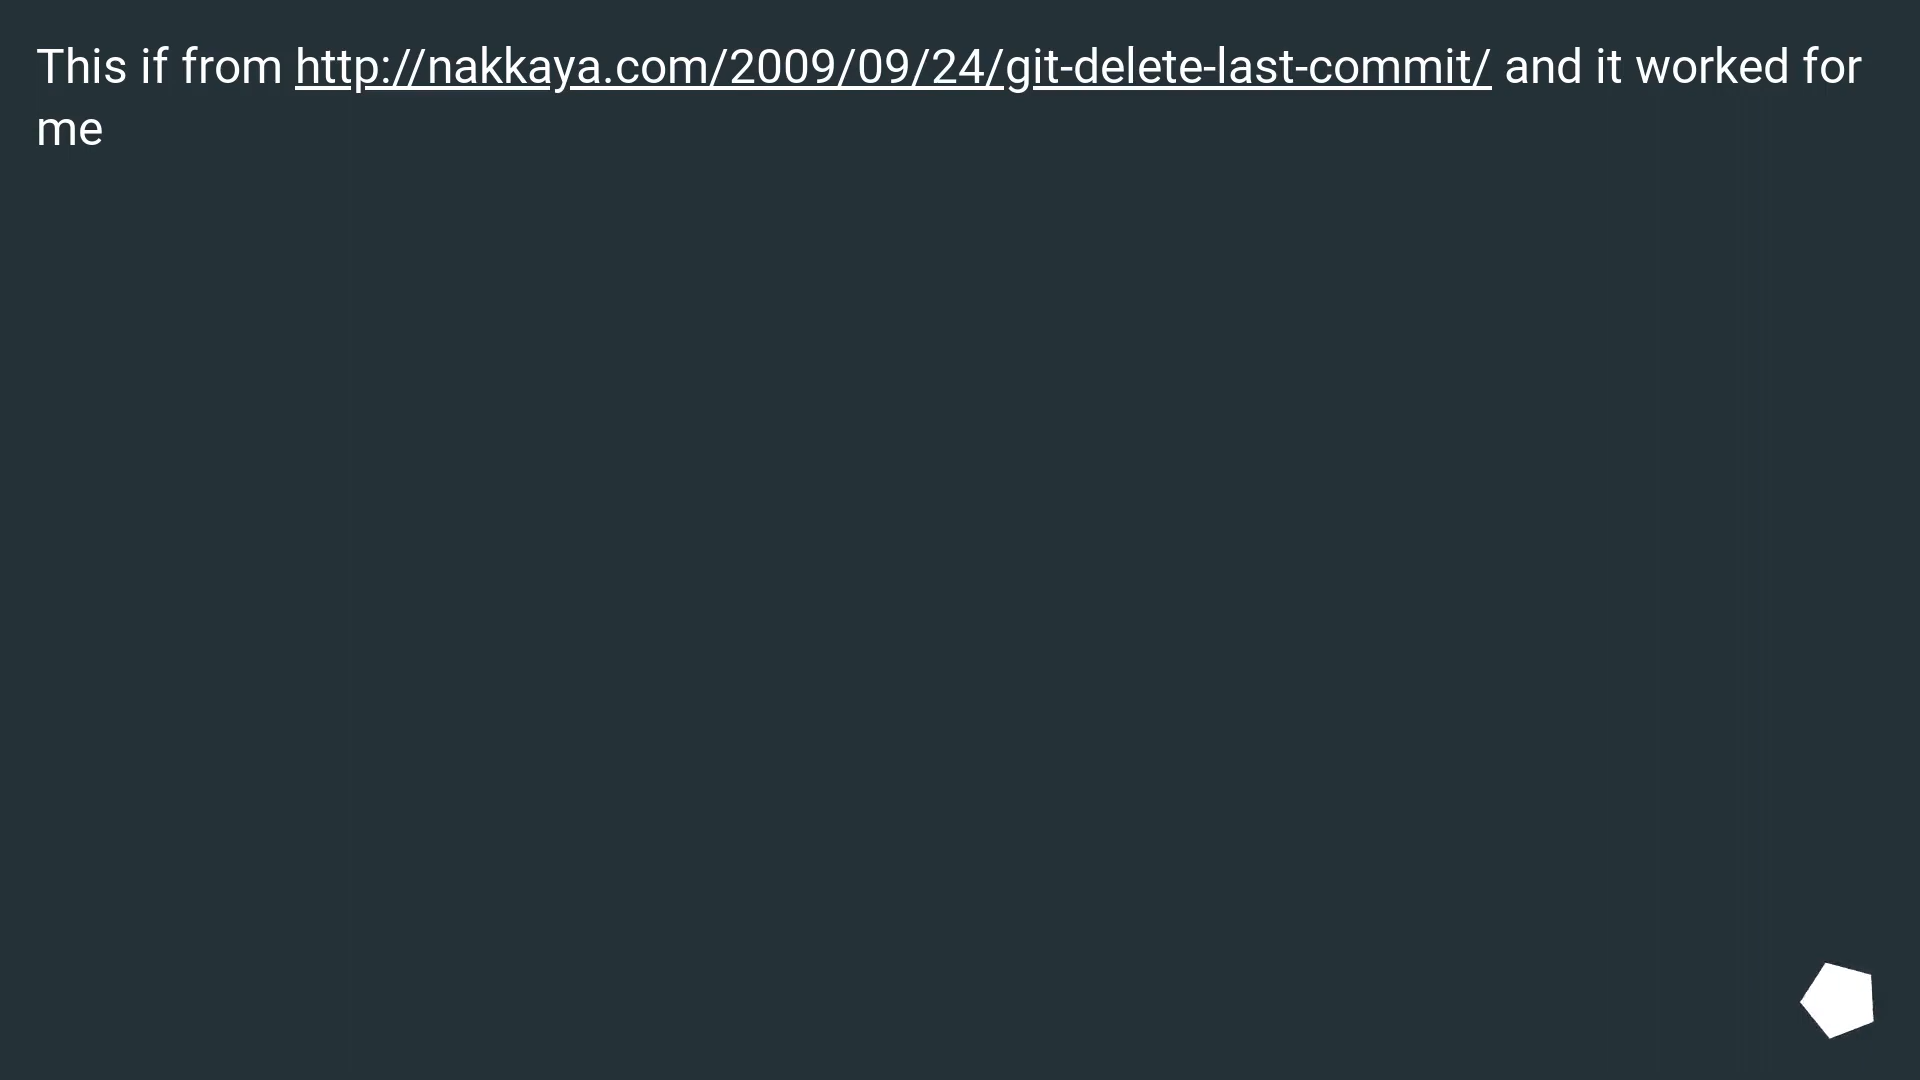 This if from http://nakkaya.com/2009/09/24/git-delete-last-commit/ and it worked for
me